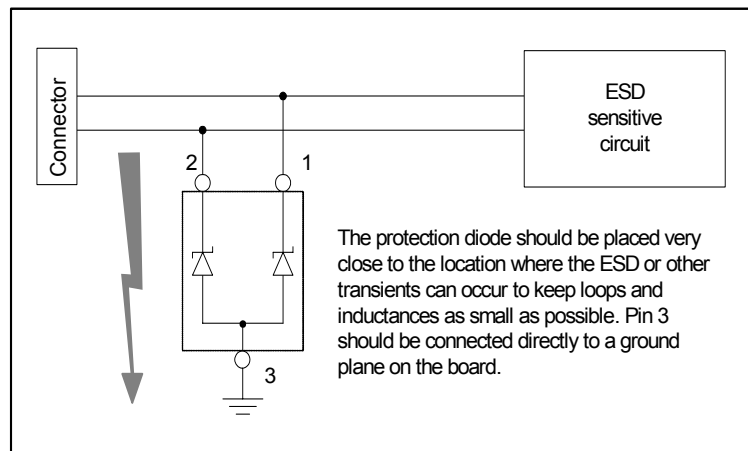 Connector
ESD
sensitive
circuit
2
1
The protection diode should be placed very
close to the location where the ESD or other
transients can occur to keep loops and
inductances as small as possible. Pin 3
should be connected directly to a ground
plane on the board.
3